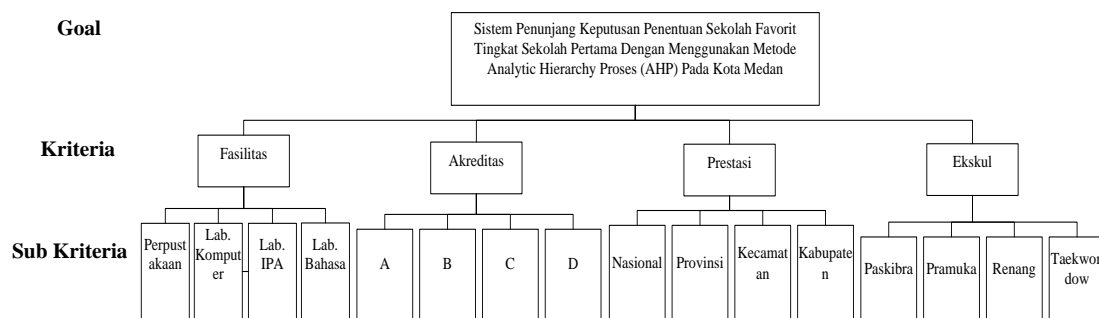 Goal
Sistem Penunjang Keputusan Penentuan Sekolah Favorit
Tingkat Sekolah Pertama Dengan Menggunakan Metode
Analytic Hierarchy Proses (AHP) Pada Kota Medan
Kriteria
Fasilitas
Akreditas
Prestasi
Ekskul
Sub Kriteria
Perpust
akaan
Lab.
Komput
er
Lab.
IPA
Lab.
Bahasa
A
B
C
D
Nasional
Provinsi
Kecamat
an
Kabupate
n
Paskibra
Pramuka
Renang
Taekwon
dow